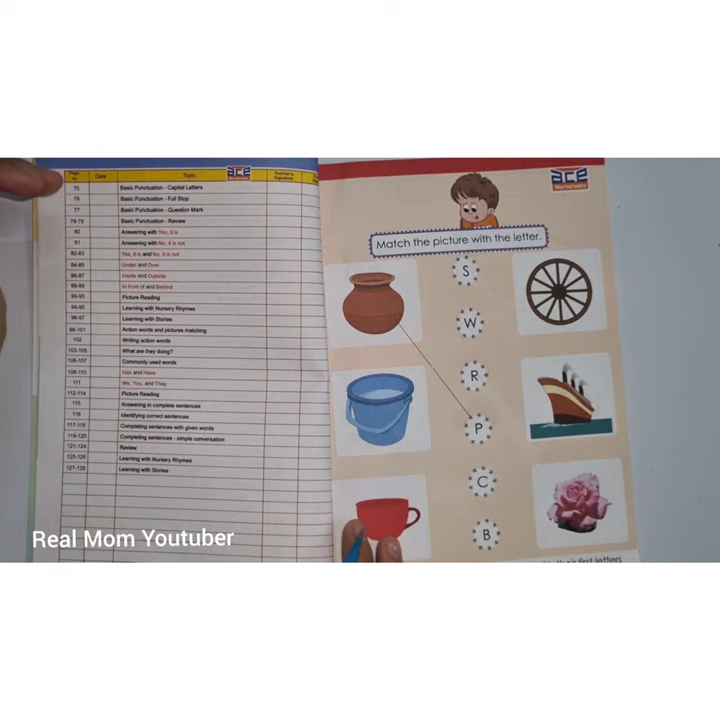 Page no. Date Topic ace Worksheets Teacher's Signature
75 Basic Punctuation - Capital Letters
76 Basic Punctuation - Full Stop
77 Basic Punctuation - Question Mark
78-79 Basic Punctuation - Review
80 Answering with Yes, it is
81 Answering with No, it is not
82-83 Yes, it is and No, it is not
84-85 Under and Over
86-87 Inside and Outside
88-89 In front of and Behind
90-93 Picture Reading
94-95 Learning with Nursery Rhymes
96-97 Learning with Stories
98-101 Action words and pictures matching
102 Writing action words
103-105 What are they doing?
106-107 Commonly used words
108-110 Has and Have
111 We, You, and They
112-114 Picture Reading
115 Answering in complete sentences
116 Identifying correct sentences
117-118 Completing sentences with given words
119-120 Completing sentences - simple conversation
121-124 Review
125-126 Learning with Nursery Rhymes
127-128 Learning with Stories
Real Mom Youtuber
ace
Worksheets
Match the picture with the letter.
S
W
R
P
C
B
first letters